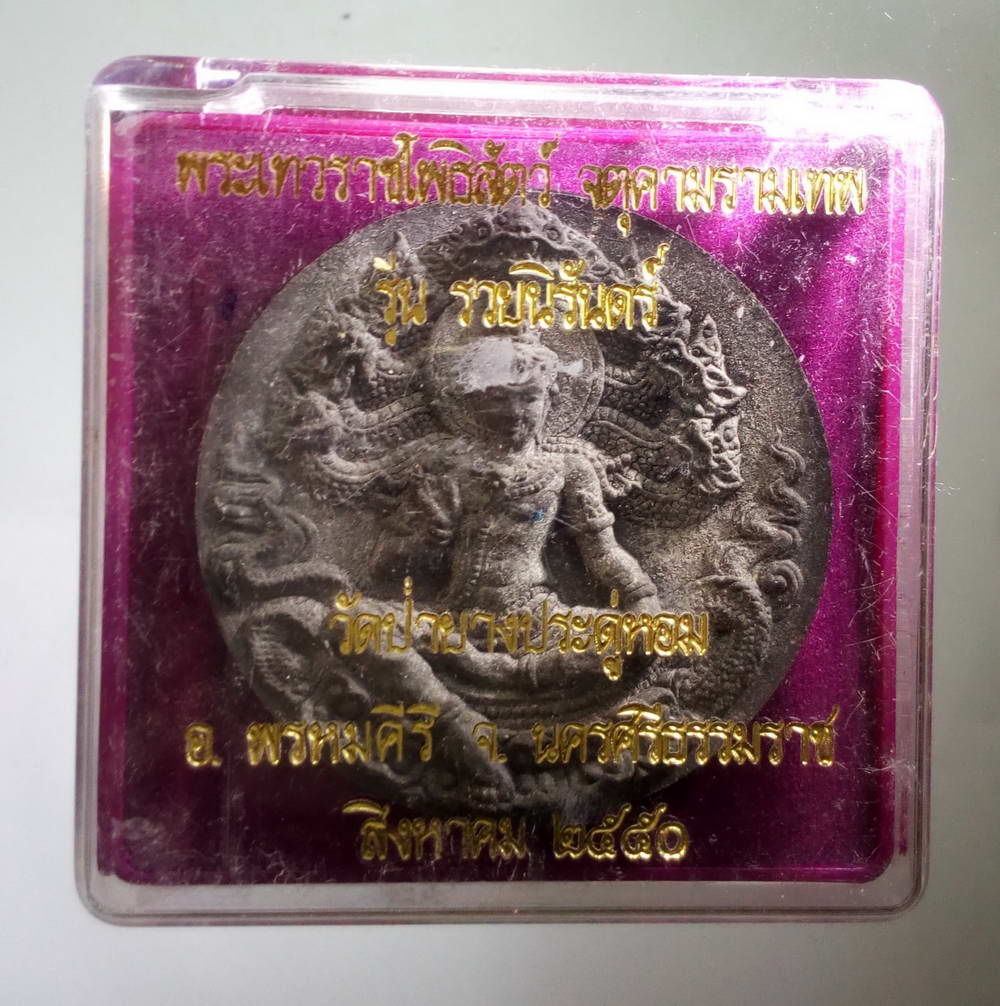 พระเทวราชโพธิสัตว์ จตุคามรามเทพ
รุ่น รวยนิรันดร์
วัดป่ายางประดู่หอม
อ. พรหมคีรี จ. นครศรีธรรมราช
สิงหาคม ๒๕๕๐